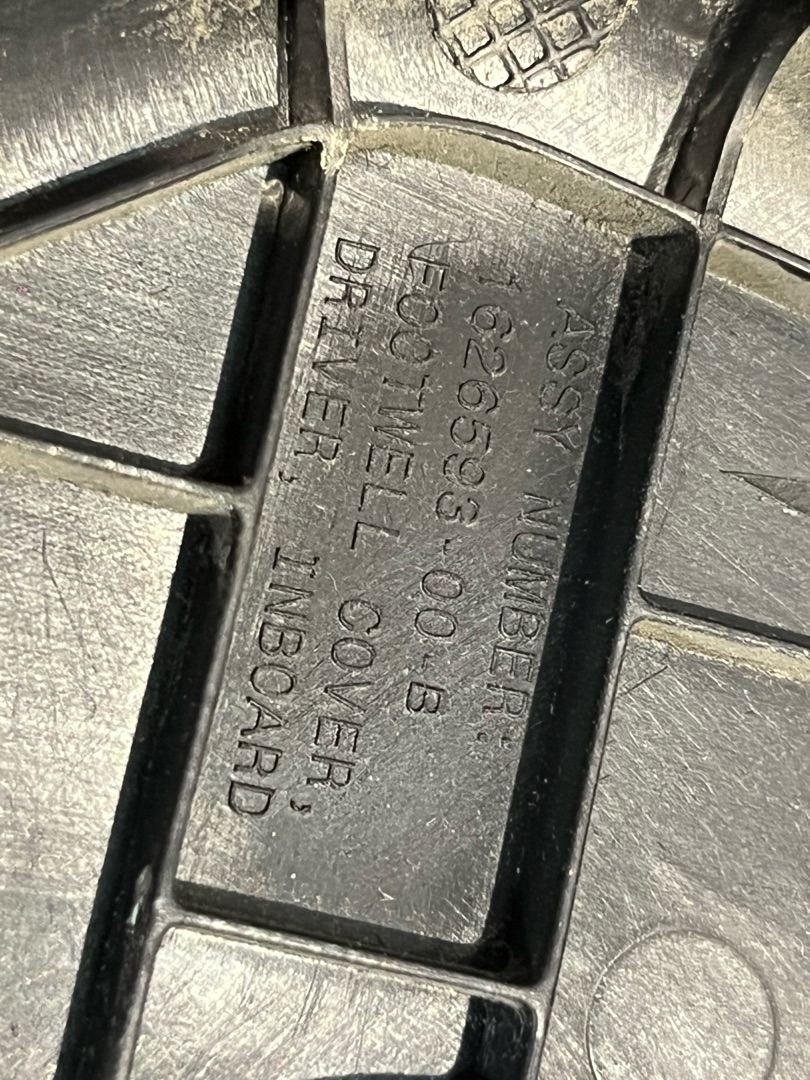 ASSY NUMBER:
1626593-00-B
FOOTWELL COVER,
DRIVER, INBOARD